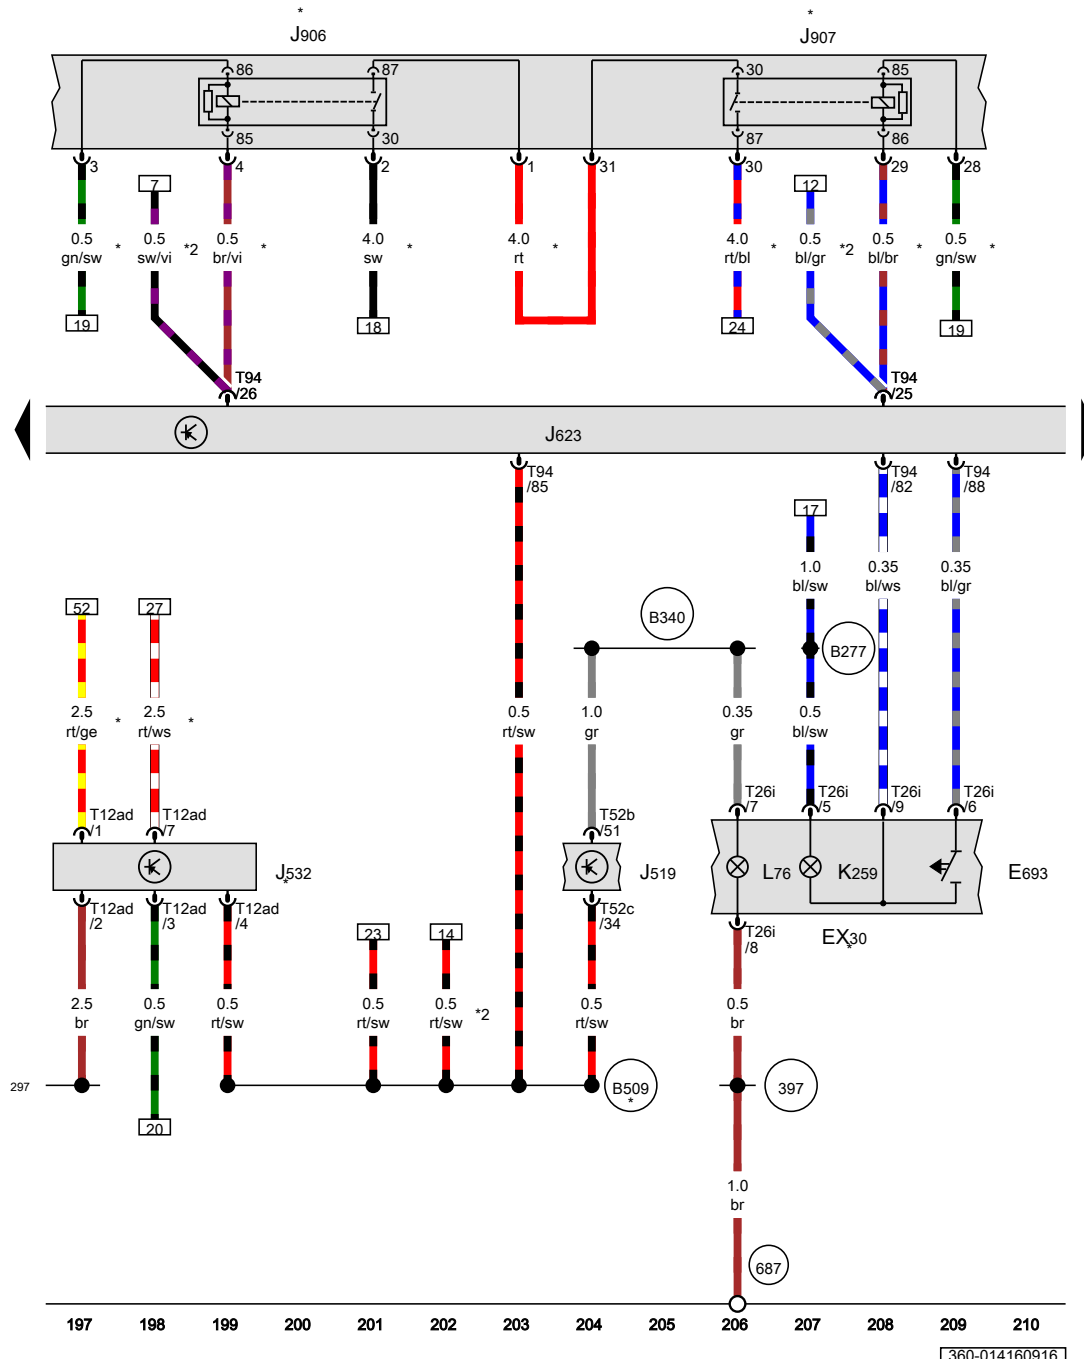 * *
J906 J907
86 87 30 85
85 30 87 86
3 4 2 1 31 30 29 28
7 12
0.5 0.5 0.5 4.0 4.0 4.0 0.5 0.5 0.5
gn/sw * sw/vi *2 br/vi * sw * rt * rt/bl * bl/gr *2 bl/br * gn/sw *
19 18 24 19
T94 /26 T94 /25
J623
T94 /85 T94 /82 T94 /88
17
1.0 0.35 0.35
bl/sw bl/ws bl/gr
52 27 B340 B277
2.5 2.5 0.5 1.0 0.35 0.5
rt/ge * rt/ws * rt/sw gr gr bl/sw
T12ad /1 T12ad /7 T52b /51 T26i /7 T26i /5 T26i /9 T26i /6
J532 * J519 L76 K259 E693
T12ad /2 T12ad /3 T12ad /4 T52c /34 T26i /8 EX30 *
23 14
2.5 0.5 0.5 0.5 0.5 *2 0.5 0.5
br gn/sw rt/sw rt/sw rt/sw rt/sw br
297 B509 * 397
20
1.0
br
687
197 198 199 200 201 202 203 204 205 206 207 208 209 210
360-014160916